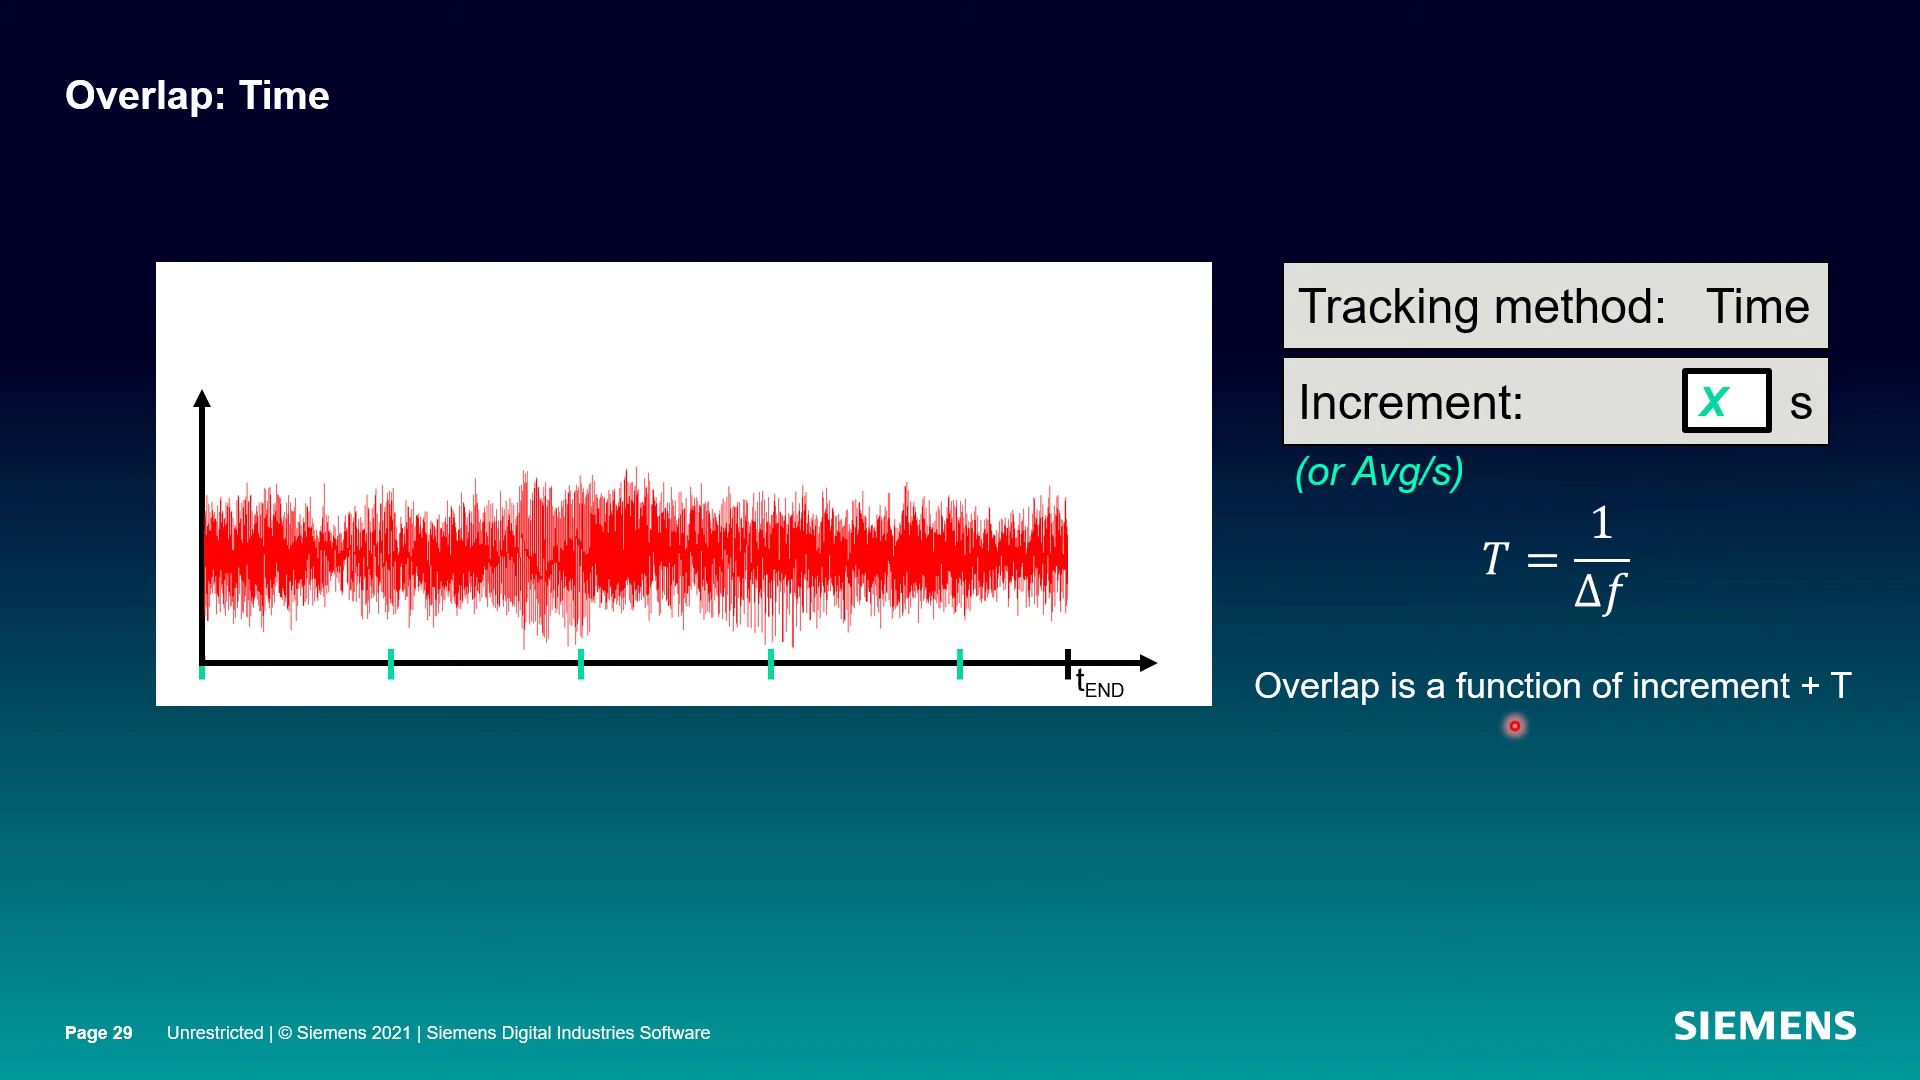 Overlap: Time
Tracking method: Time
Increment: x s
(or Avg/s)
T = 1/Δf
tEND
Overlap is a function of increment + T
Page 29 Unrestricted | © Siemens 2021 | Siemens Digital Industries Software
SIEMENS